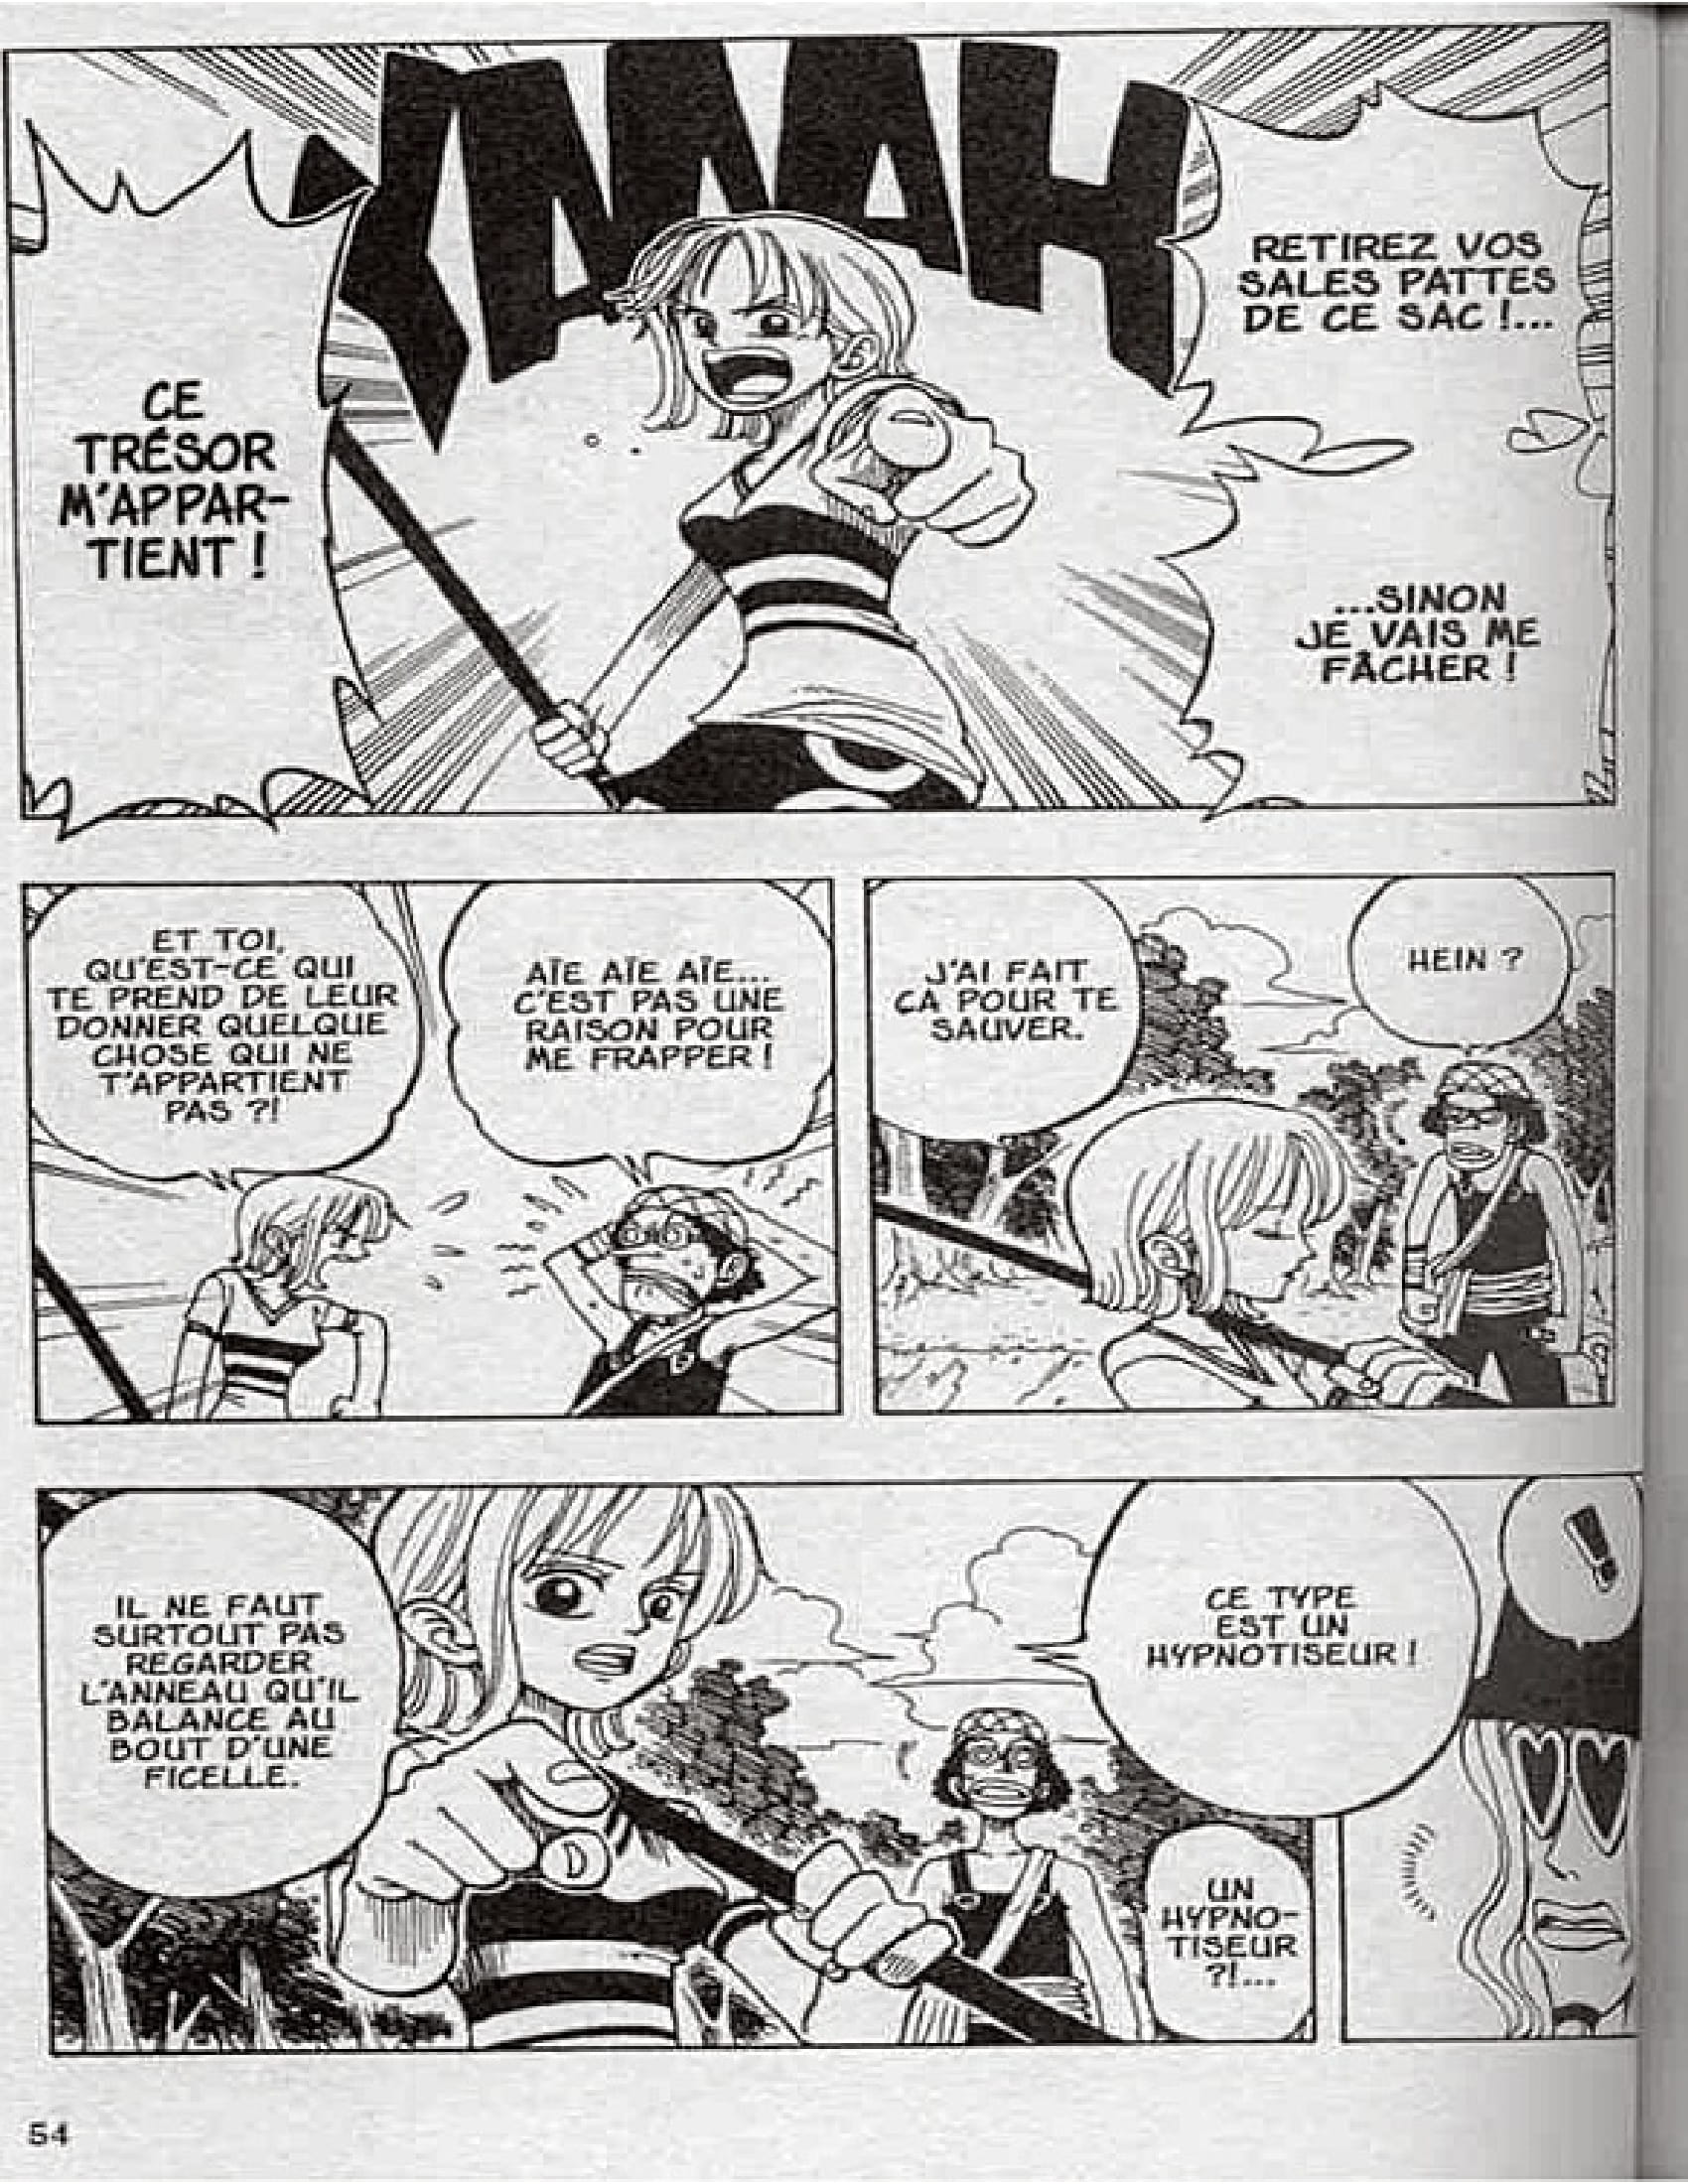 RETIREZ VOS
SALES PATTES
DE CE SAC !...
...SINON
JE VAIS ME
FÂCHER !
CE
TRÉSOR
M'APPAR-
TIENT !
HEIN ?
J'AI FAIT
ÇA POUR TE
SAUVER.
AÏE AÏE AÏE...
C'EST PAS UNE
RAISON POUR
ME FRAPPER !
ET TOI,
QU'EST-CE QUI
TE PREND DE LEUR
DONNER QUELQUE
CHOSE QUI NE
T'APPARTIENT
PAS ?!
!
CE TYPE
EST UN
HYPNOTISEUR !
UN
HYPNO-
TISEUR
?!...
IL NE FAUT
SURTOUT PAS
REGARDER
L'ANNEAU QU'IL
BALANCE AU
BOUT D'UNE
FICELLE.
54